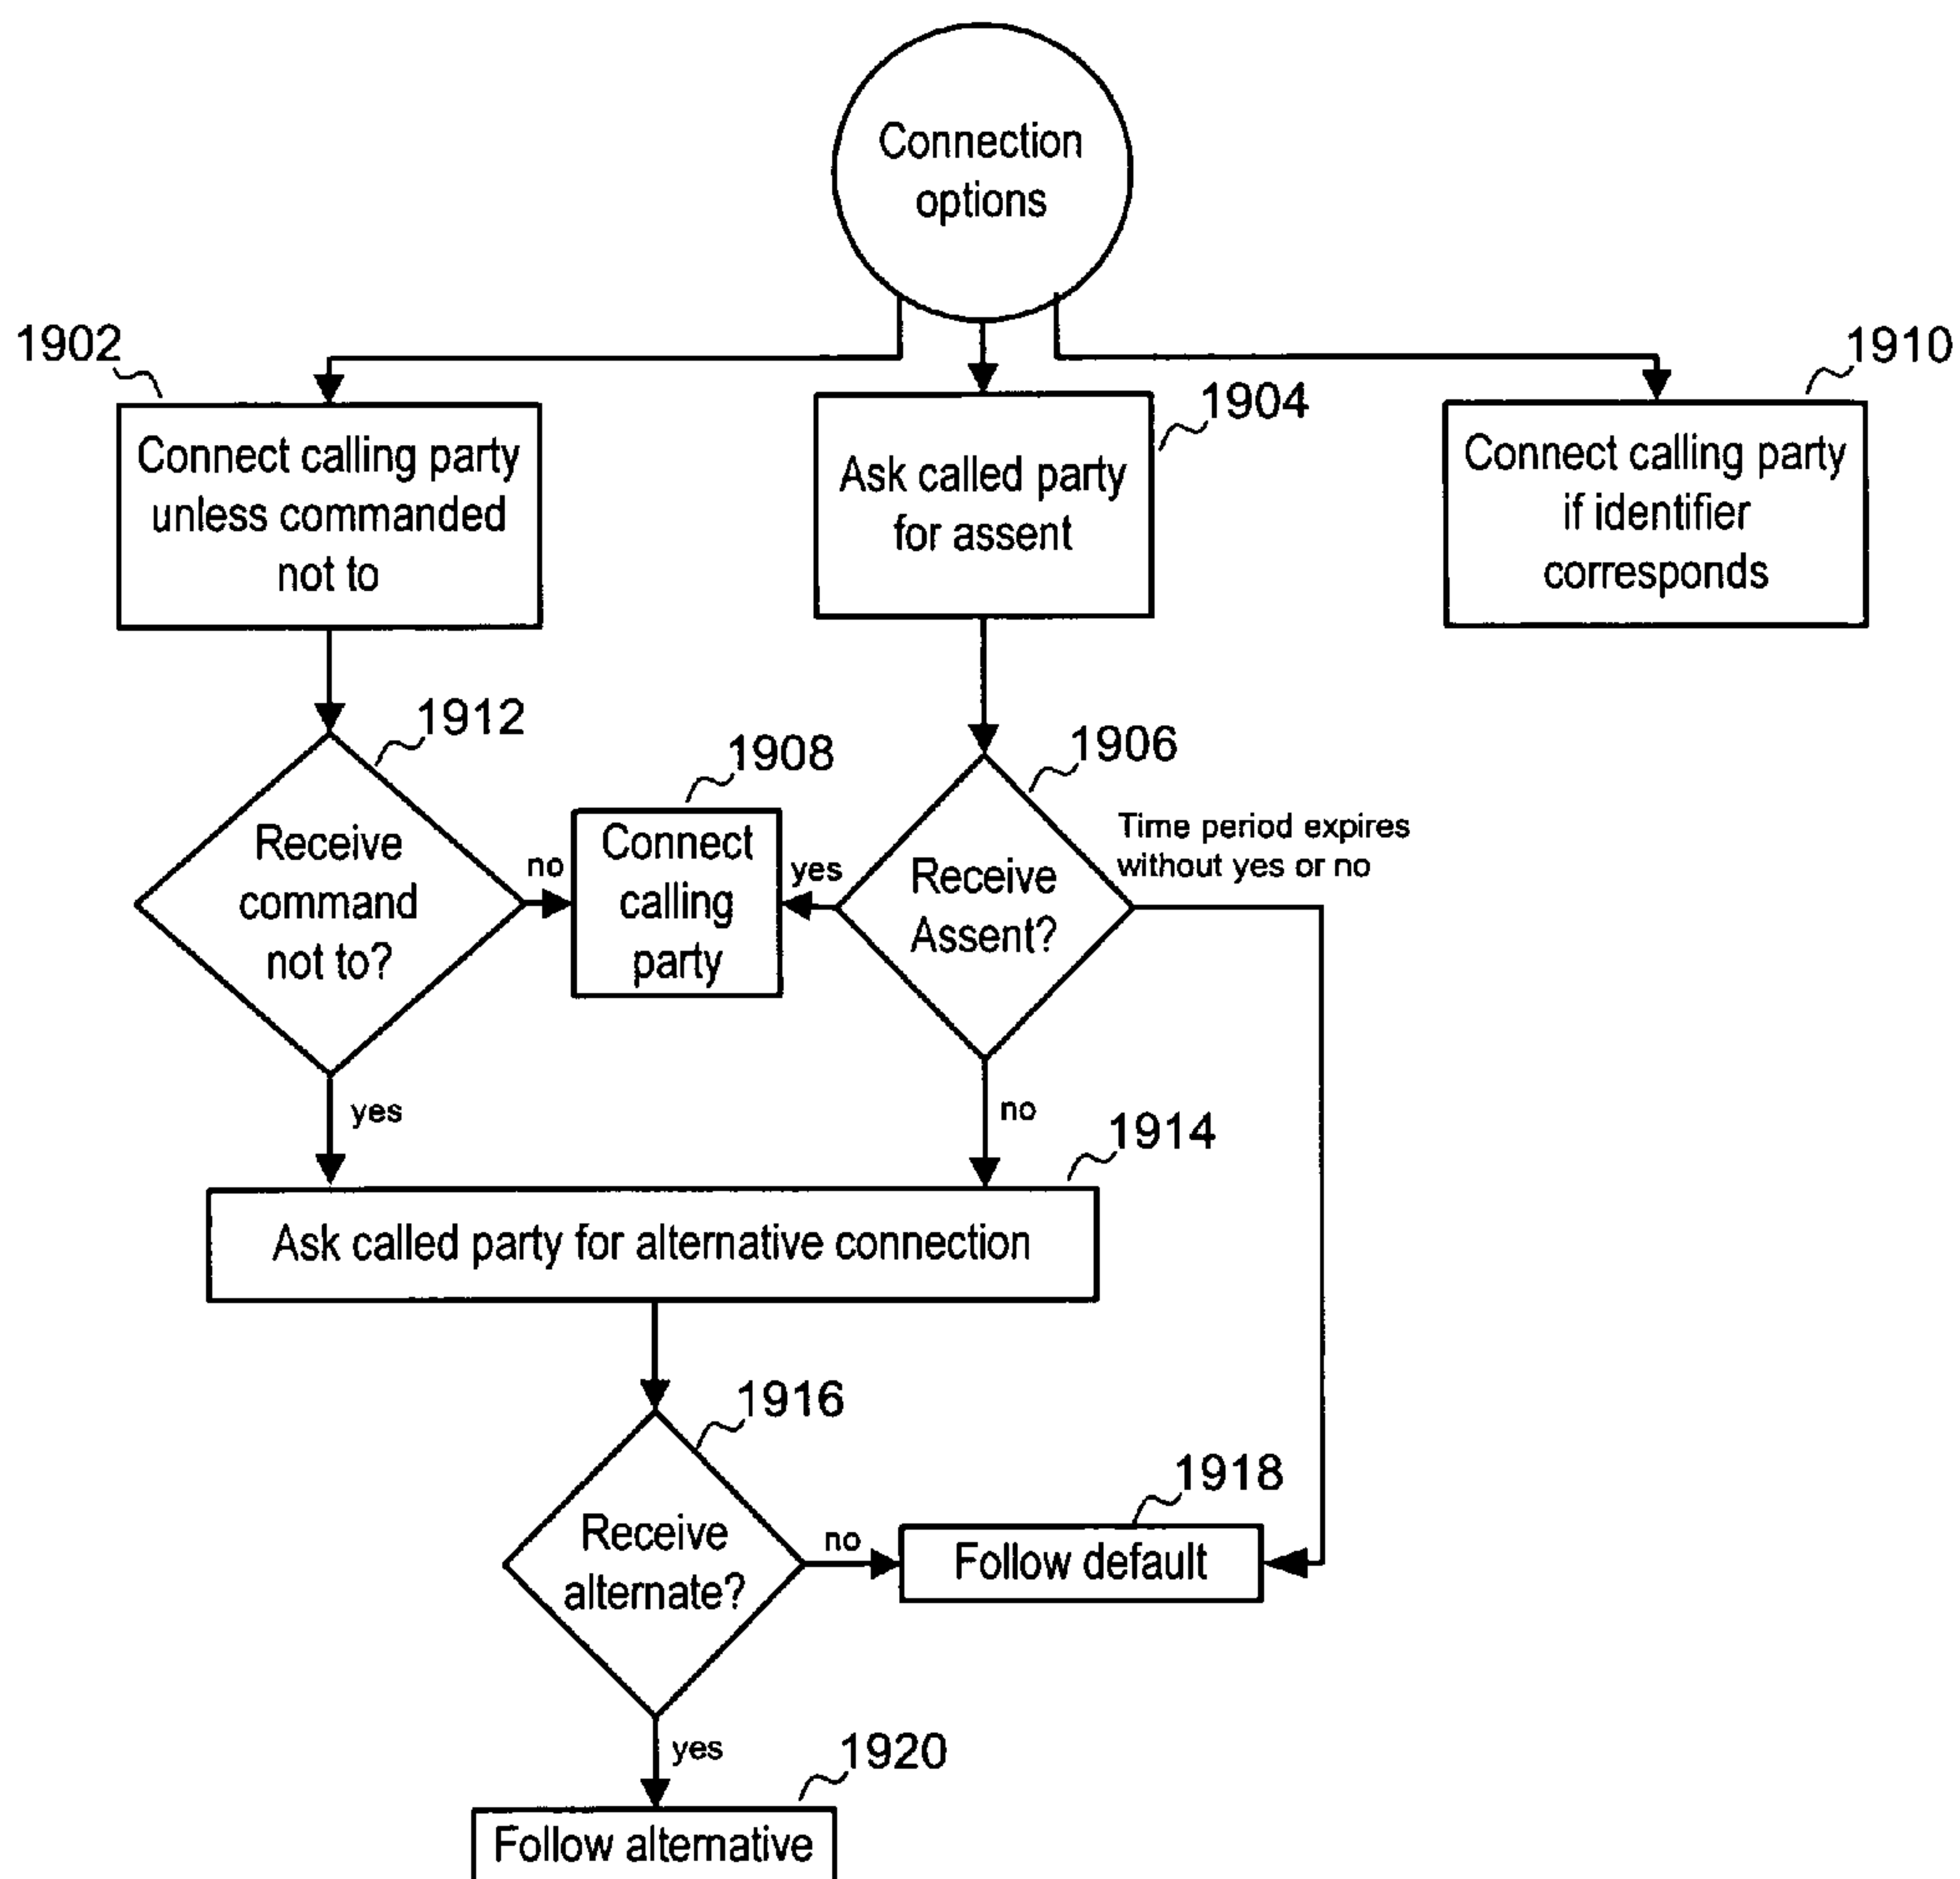 Connection
options
1902
Connect calling party
unless commanded
not to
1904
Ask called party
for assent
1910
Connect calling party
if identifier
corresponds
1912
Receive
command
not to?
no
1908
Connect
calling
party
yes
1906
Receive
Assent?
Time period expires
without yes or no
yes
no
1914
Ask called party for alternative connection
1916
Receive
alternate?
no
1918
Follow default
yes
1920
Follow alternative